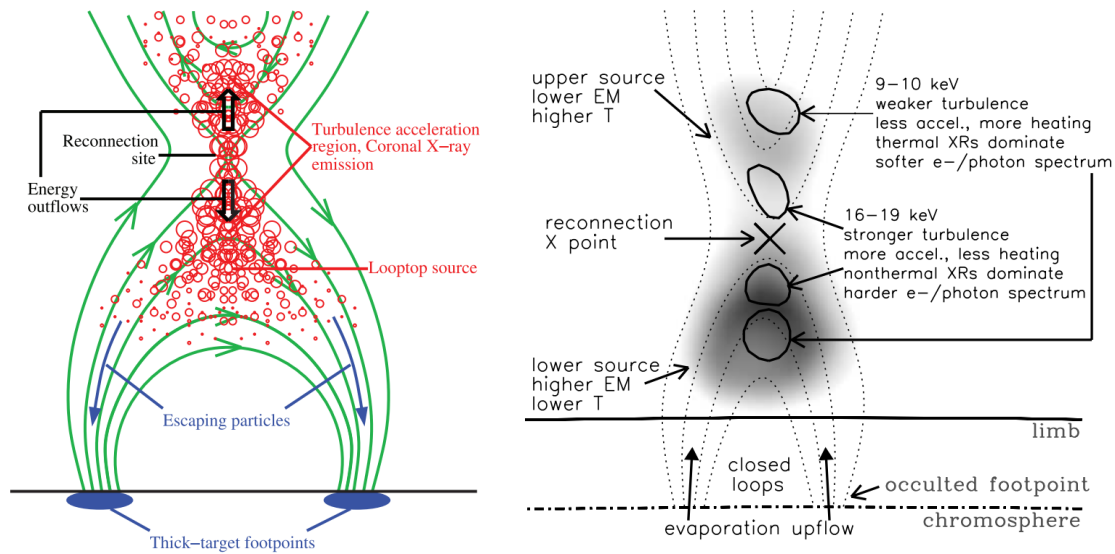 Reconnection
site
Energy
outflows
Turbulence acceleration
region, Coronal X−ray
emission
Looptop source
Escaping particles
Thick−target footpoints
upper source
lower EM
higher T
9−10 keV
weaker turbulence
less accel., more heating
thermal XRs dominate
softer e−/photon spectrum
reconnection
X point
16−19 keV
stronger turbulence
more accel., less heating
nonthermal XRs dominate
harder e−/photon spectrum
lower source
higher EM
lower T
limb
closed
loops
occulted footpoint
evaporation upflow
chromosphere